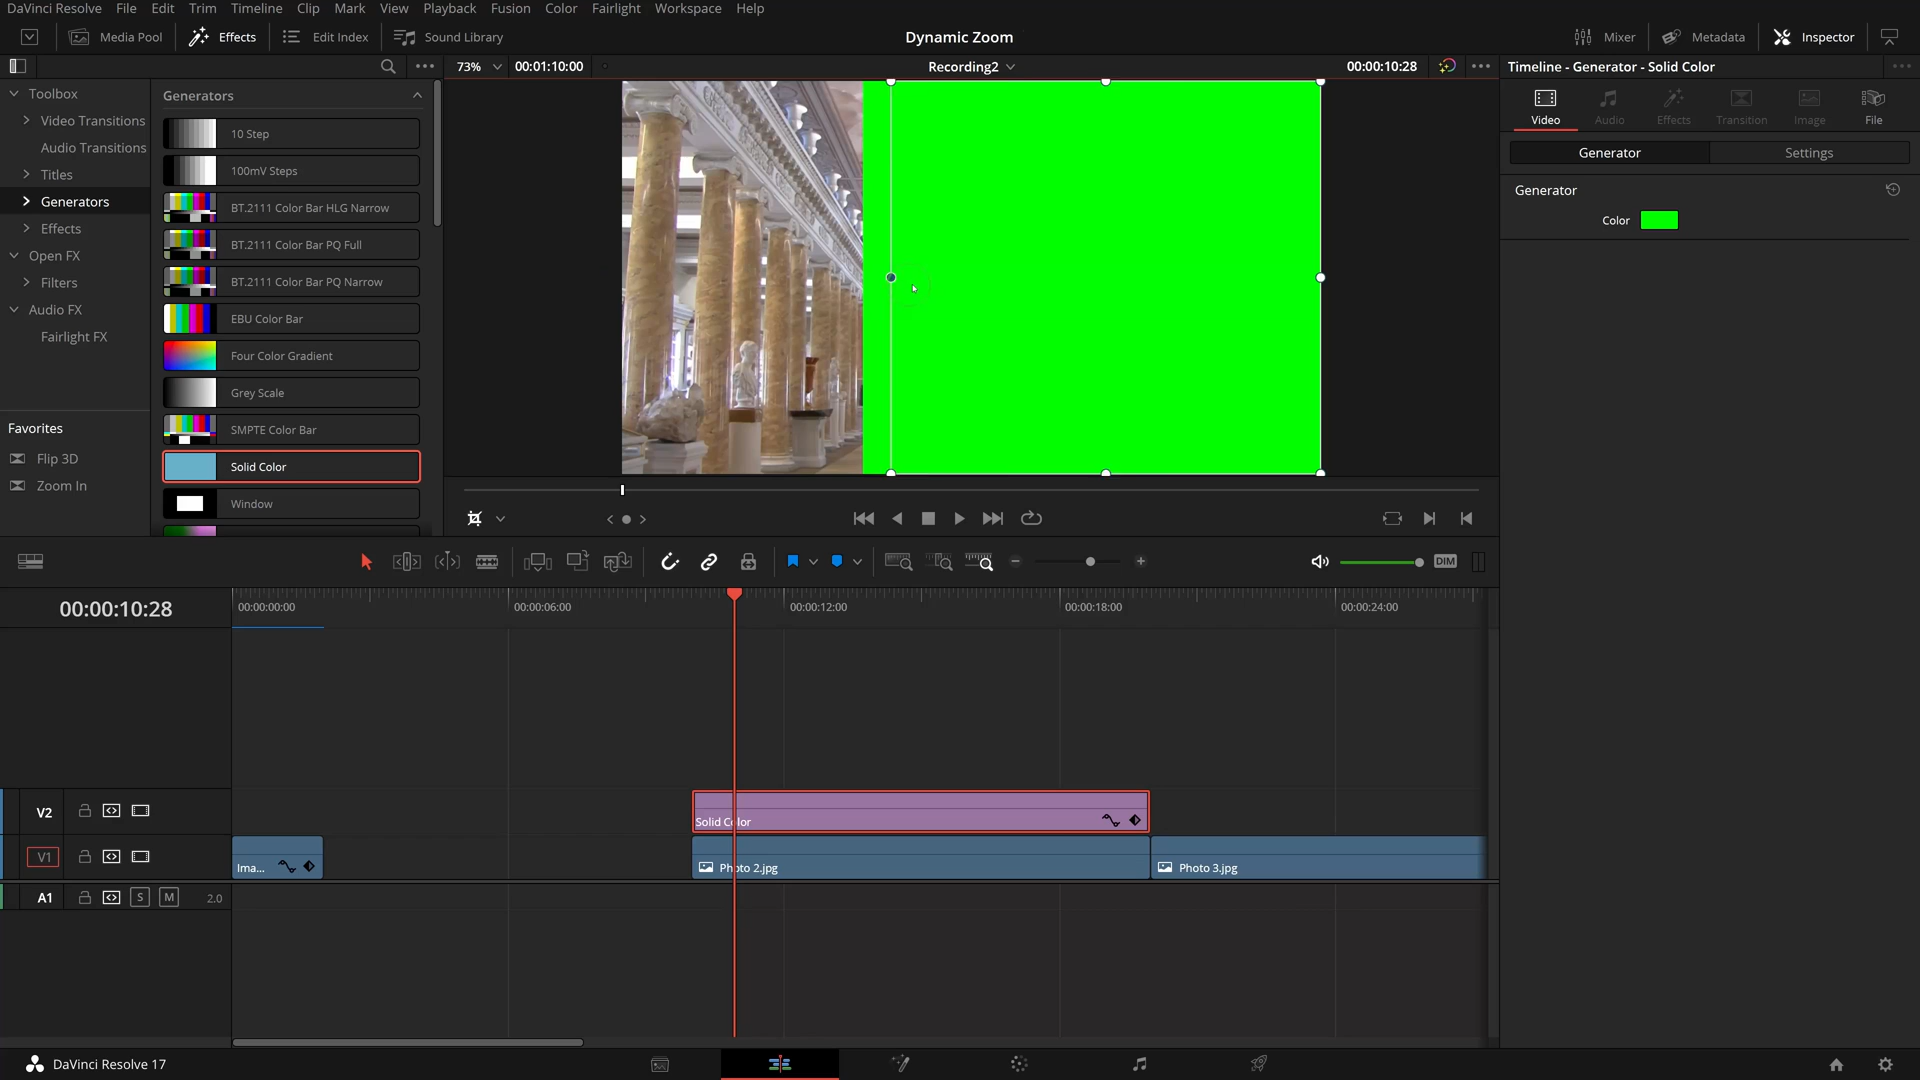 DaVinci Resolve File Edit Trim Timeline Clip Mark View Playback Fusion Color Fairlight Workspace Help
Media Pool Effects Edit Index Sound Library Dynamic Zoom Mixer Metadata Inspector
73% 00:01:10:00 Recording2 00:00:10:28 Timeline - Generator - Solid Color
Toolbox
Video Transitions
Audio Transitions
Titles
Generators
Effects
Open FX
Filters
Audio FX
Fairlight FX
Favorites
Flip 3D
Zoom In
Generators
10 Step
100mV Steps
BT.2111 Color Bar HLG Narrow
BT.2111 Color Bar PQ Full
BT.2111 Color Bar PQ Narrow
EBU Color Bar
Four Color Gradient
Grey Scale
SMPTE Color Bar
Solid Color
Window
Video Audio Effects Transition Image File
Generator Settings
Generator
Color
DIM
00:00:10:28
00:00:00:00 00:00:06:00 00:00:12:00 00:00:18:00 00:00:24:00
V2
Solid Color
V1
Ima... Photo 2.jpg Photo 3.jpg
A1 S M 2.0
DaVinci Resolve 17